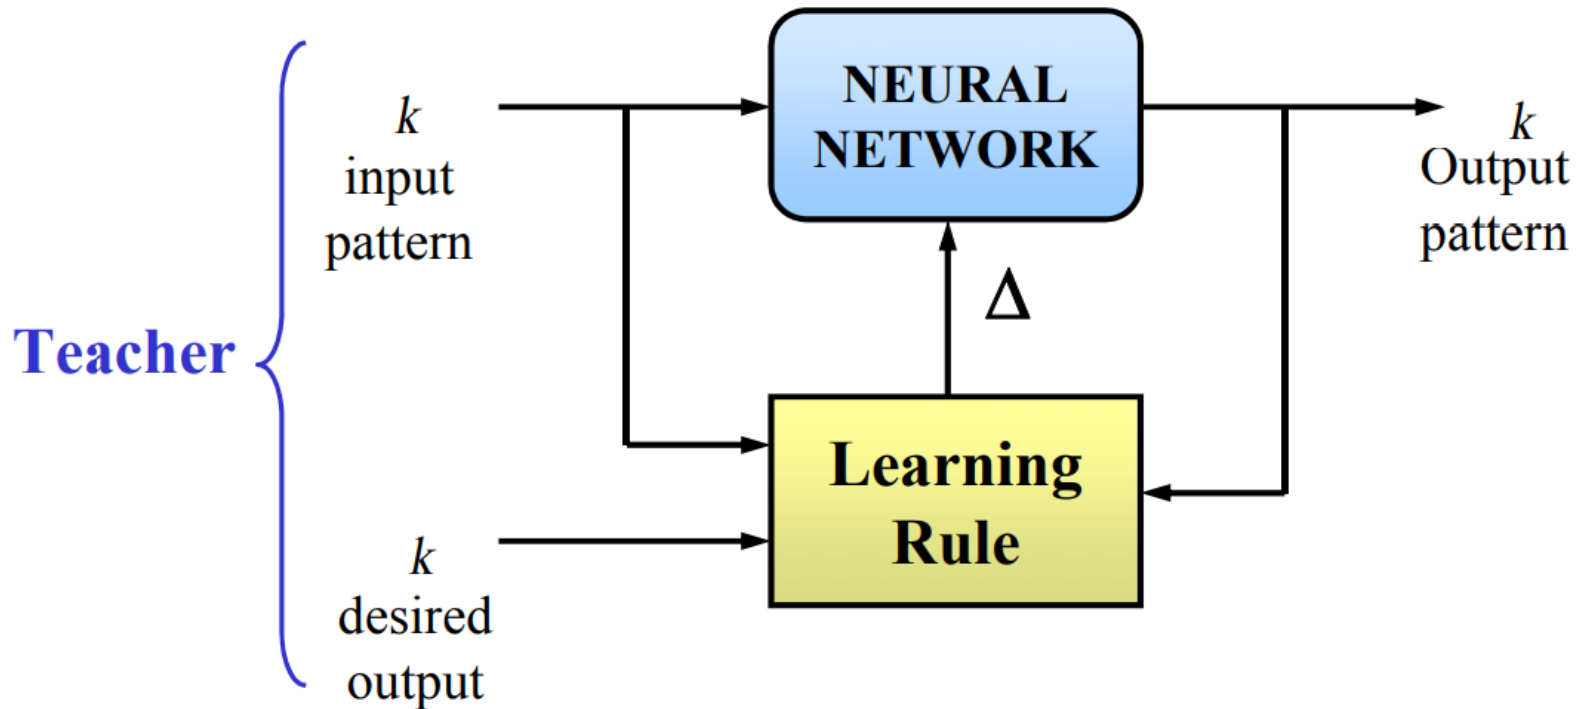 Teacher
k
input
pattern
k
desired
output
NEURAL
NETWORK
Δ
Learning
Rule
k
Output
pattern